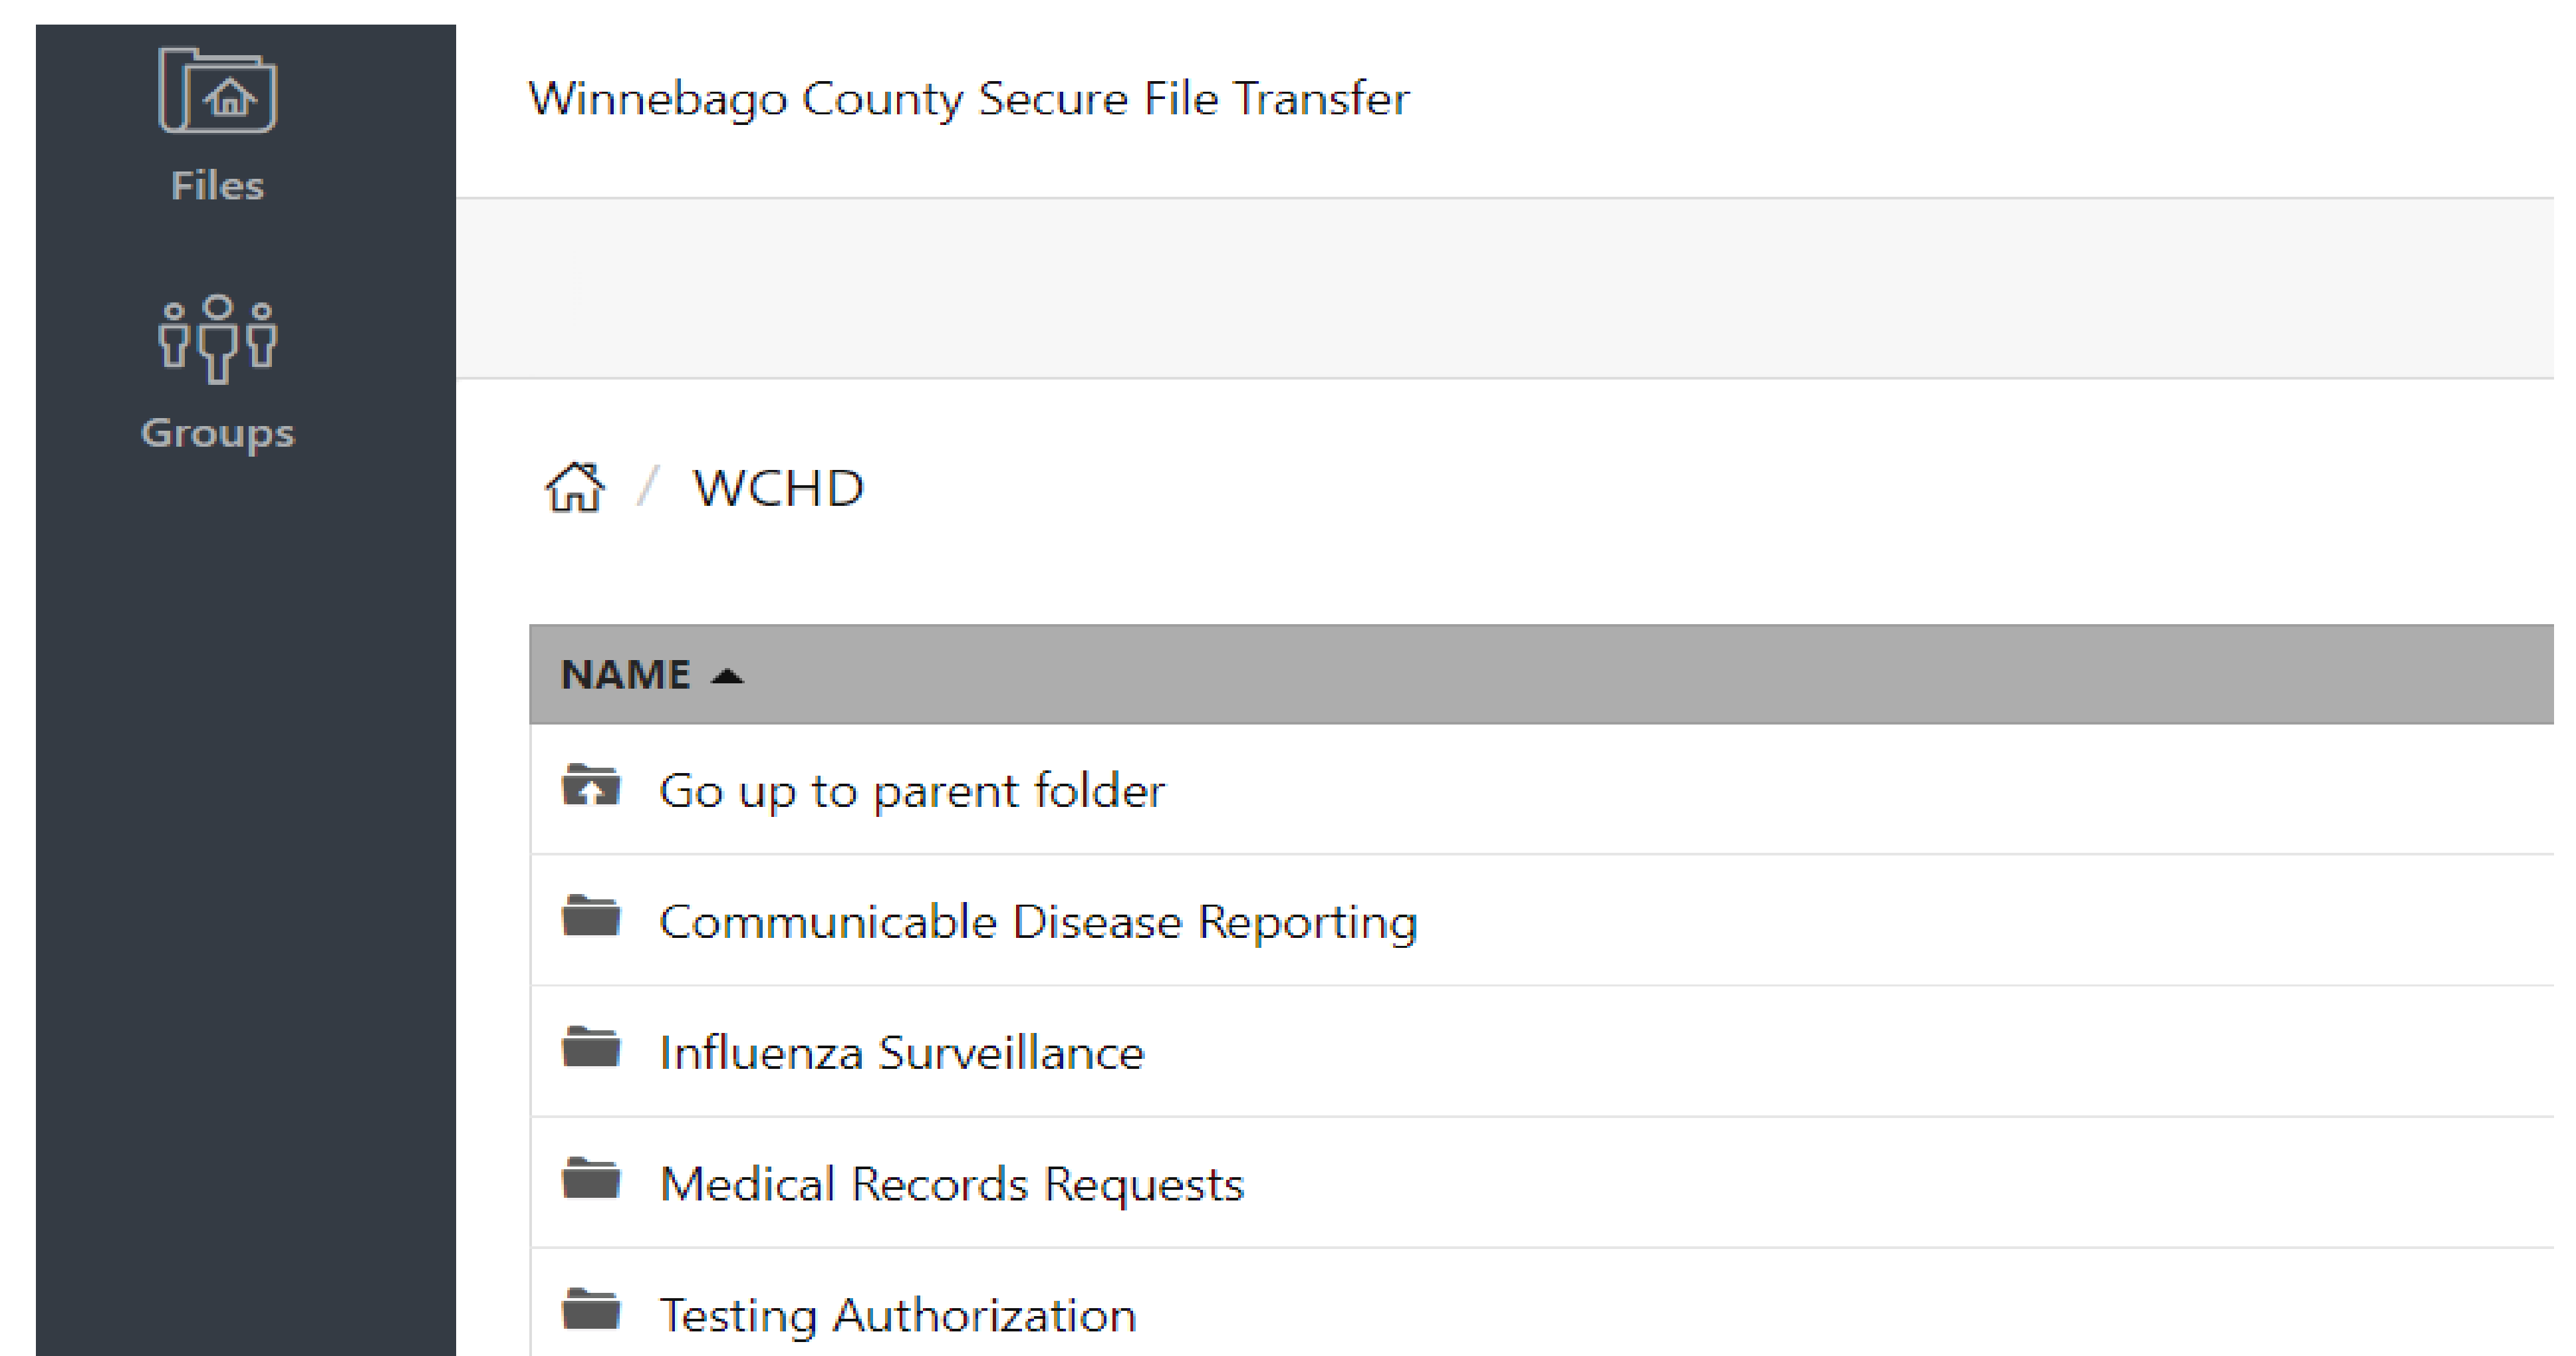 Files
Groups
Winnebago County Secure File Transfer
/ WCHD
NAME
Go up to parent folder
Communicable Disease Reporting
Influenza Surveillance
Medical Records Requests
Testing Authorization